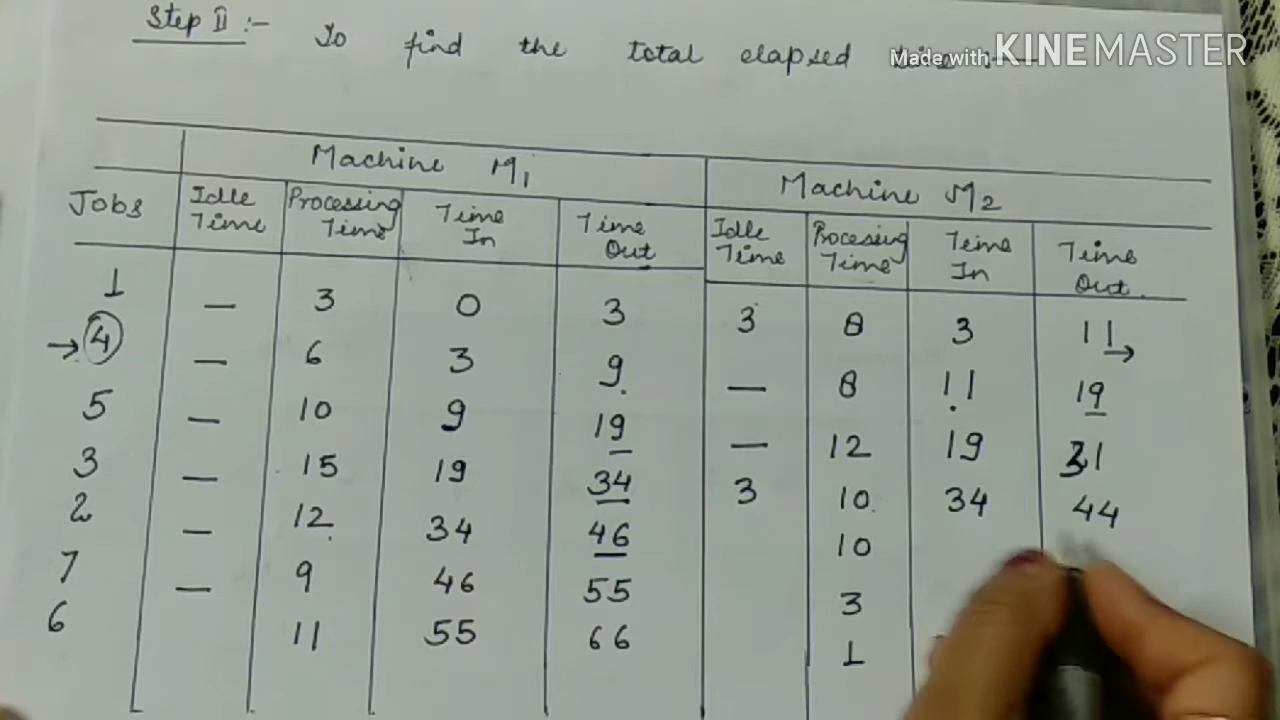 Step II :- To find the total elapsed time :-
Made with KINEMASTER
Machine M1 Machine M2
Jobs Idle Time Processing Time Time In Time Out Idle Time Processing Time Time In Time Out
1 — 3 0 3 3 8 3 11
→ 4 — 6 3 9 — 8 11 19
5 — 10 9 19 — 12 19 31
3 — 15 19 34 3 10 34 44
2 — 12 34 46 10
7 — 9 46 55 3
6 11 55 66 1